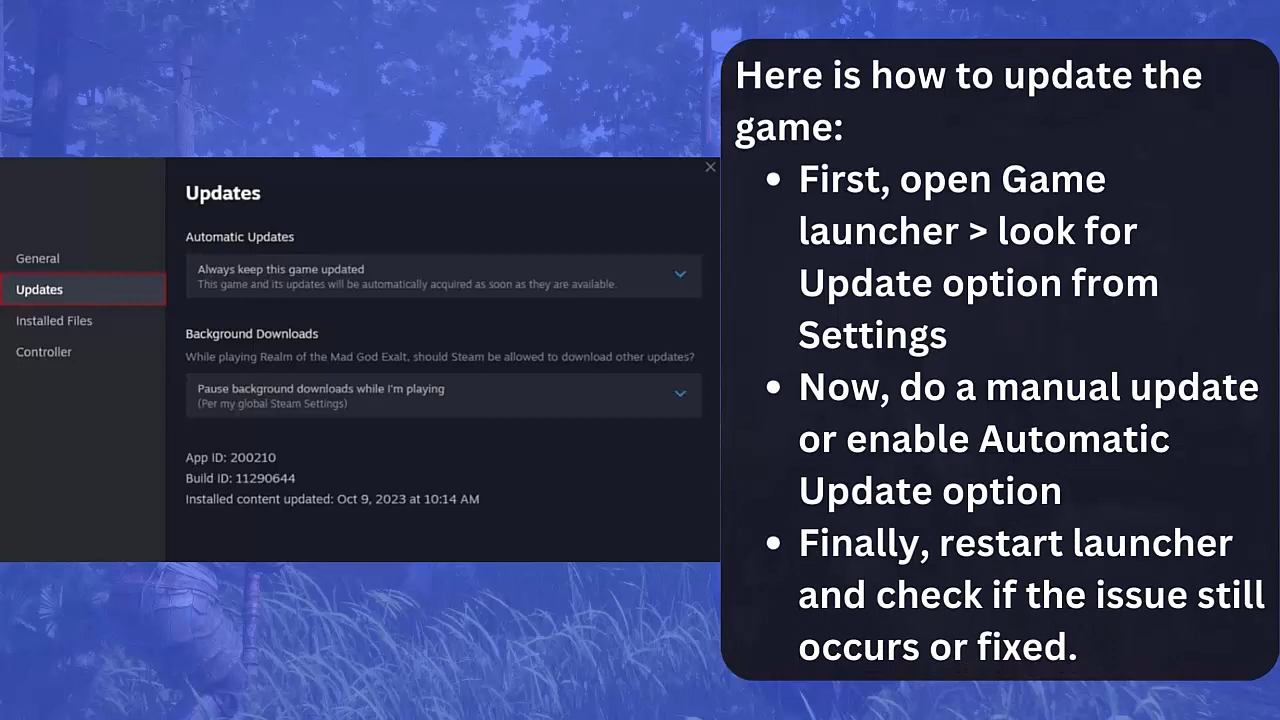 Updates
General
Updates
Installed Files
Controller
Automatic Updates
Always keep this game updated
This game and its updates will be automatically acquired as soon as they are available.
Background Downloads
While playing Realm of the Mad God Exalt, should Steam be allowed to download other updates?
Pause background downloads while I'm playing
(Per my global Steam Settings)
App ID: 200210
Build ID: 11290644
Installed content updated: Oct 9, 2023 at 10:14 AM
Here is how to update the
game:
• First, open Game
launcher > look for
Update option from
Settings
• Now, do a manual update
or enable Automatic
Update option
• Finally, restart launcher
and check if the issue still
occurs or fixed.